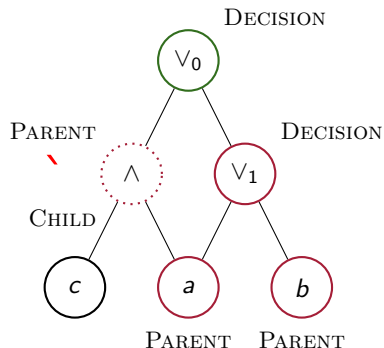 DECISION
∨₀
PARENT
DECISION
∧
∨₁
CHILD
c
a
b
PARENT PARENT